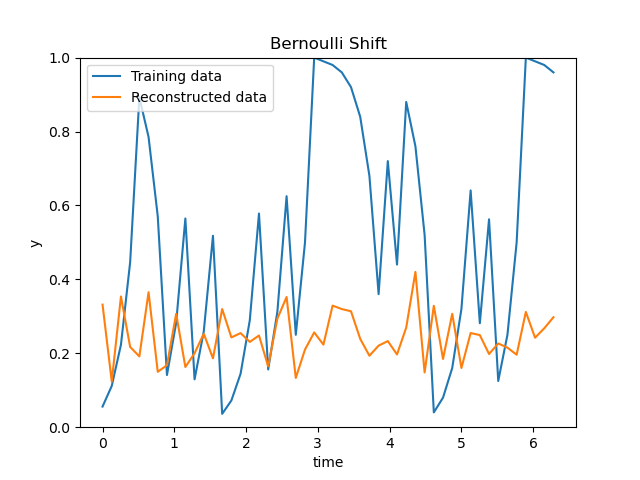 Bernoulli Shift
Training data
Reconstructed data
1.0
0.8
0.6
0.4
0.2
0.0
y
0 1 2 3 4 5 6
time